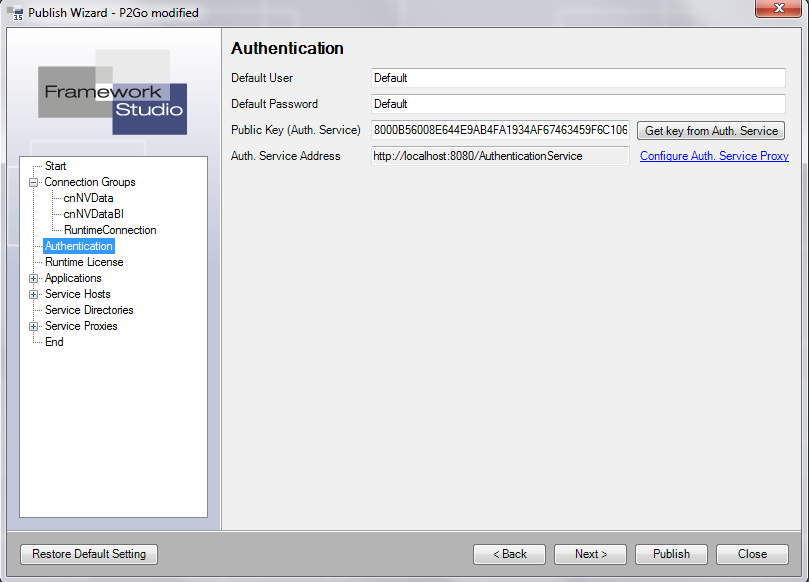 3.5 Publish Wizard - P2Go modified
Framework
Studio
Start
Connection Groups
cnNVData
cnNVDataBI
RuntimeConnection
Authentication
Runtime License
Applications
Service Hosts
Service Directories
Service Proxies
End
Authentication
Default User Default
Default Password Default
Public Key (Auth. Service) 8000B56008E644E9AB4FA1934AF67463459F6C106 Get key from Auth. Service
Auth. Service Address http://localhost:8080/AuthenticationService Configure Auth. Service Proxy
Restore Default Setting < Back Next > Publish Close